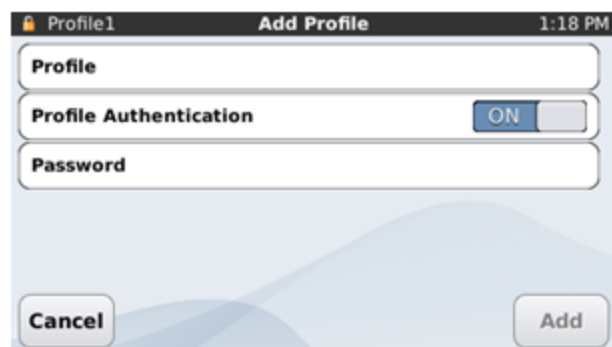 Profile1 Add Profile 1:18 PM
Profile
Profile Authentication ON
Password
Cancel Add